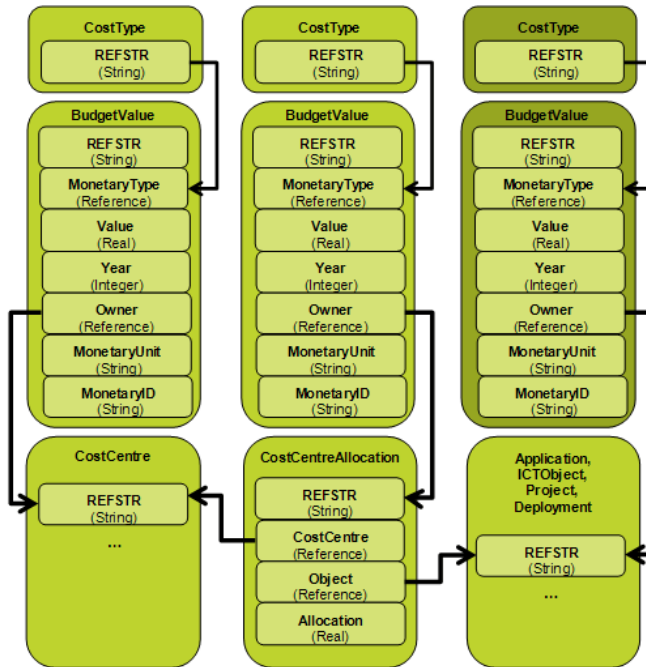 CostType
REFSTR
(String)
CostType
REFSTR
(String)
CostType
REFSTR
(String)
BudgetValue
REFSTR
(String)
MonetaryType
(Reference)
Value
(Real)
Year
(Integer)
Owner
(Reference)
MonetaryUnit
(String)
MonetaryID
(String)
BudgetValue
REFSTR
(String)
MonetaryType
(Reference)
Value
(Real)
Year
(Integer)
Owner
(Reference)
MonetaryUnit
(String)
MonetaryID
(String)
BudgetValue
REFSTR
(String)
MonetaryType
(Reference)
Value
(Real)
Year
(Integer)
Owner
(Reference)
MonetaryUnit
(String)
MonetaryID
(String)
CostCentre
REFSTR
(String)
...
CostCentreAllocation
REFSTR
(String)
CostCentre
(Reference)
Object
(Reference)
Allocation
(Real)
Application,
ICTObject,
Project,
Deployment
REFSTR
(String)
...